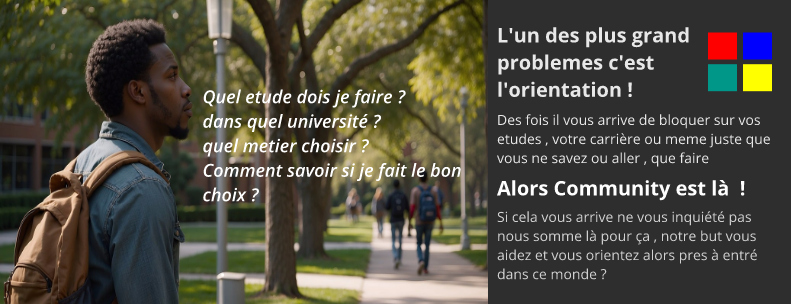 Quel etude dois je faire ?
dans quel université ?
quel metier choisir ?
Comment savoir si je fait le bon
choix ?
L'un des plus grand
problemes c'est
l'orientation !
Des fois il vous arrive de bloquer sur vos
etudes , votre carrière ou meme juste que
vous ne savez ou aller , que faire
Alors Community est là !
Si cela vous arrive ne vous inquiété pas
nous somme là pour ça , notre but vous
aidez et vous orientez alors pres à entré
dans ce monde ?